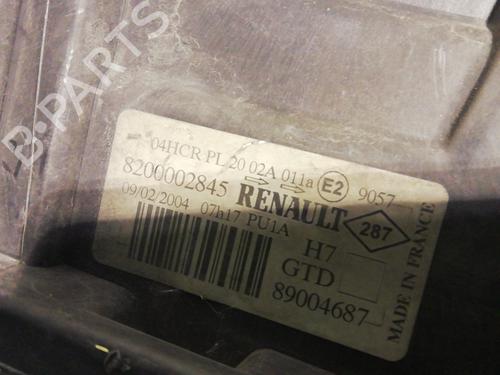 B-PARTS
04HCR PL 20 02A 011a E2 9057
8200002845 RENAULT 287
09/02/2004 07h17 PU1A
H7
GTD
89004687
MADE IN FRANCE